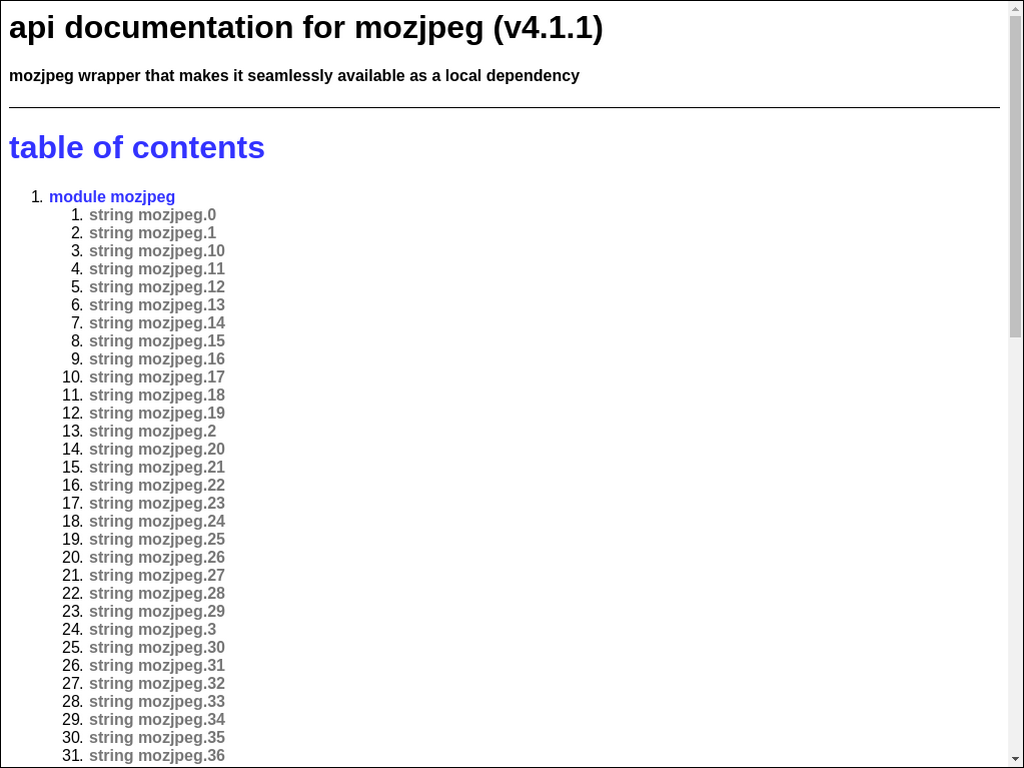 api documentation for mozjpeg (v4.1.1)
mozjpeg wrapper that makes it seamlessly available as a local dependency
table of contents
1. module mozjpeg
1. string mozjpeg.0
2. string mozjpeg.1
3. string mozjpeg.10
4. string mozjpeg.11
5. string mozjpeg.12
6. string mozjpeg.13
7. string mozjpeg.14
8. string mozjpeg.15
9. string mozjpeg.16
10. string mozjpeg.17
11. string mozjpeg.18
12. string mozjpeg.19
13. string mozjpeg.2
14. string mozjpeg.20
15. string mozjpeg.21
16. string mozjpeg.22
17. string mozjpeg.23
18. string mozjpeg.24
19. string mozjpeg.25
20. string mozjpeg.26
21. string mozjpeg.27
22. string mozjpeg.28
23. string mozjpeg.29
24. string mozjpeg.3
25. string mozjpeg.30
26. string mozjpeg.31
27. string mozjpeg.32
28. string mozjpeg.33
29. string mozjpeg.34
30. string mozjpeg.35
31. string mozjpeg.36